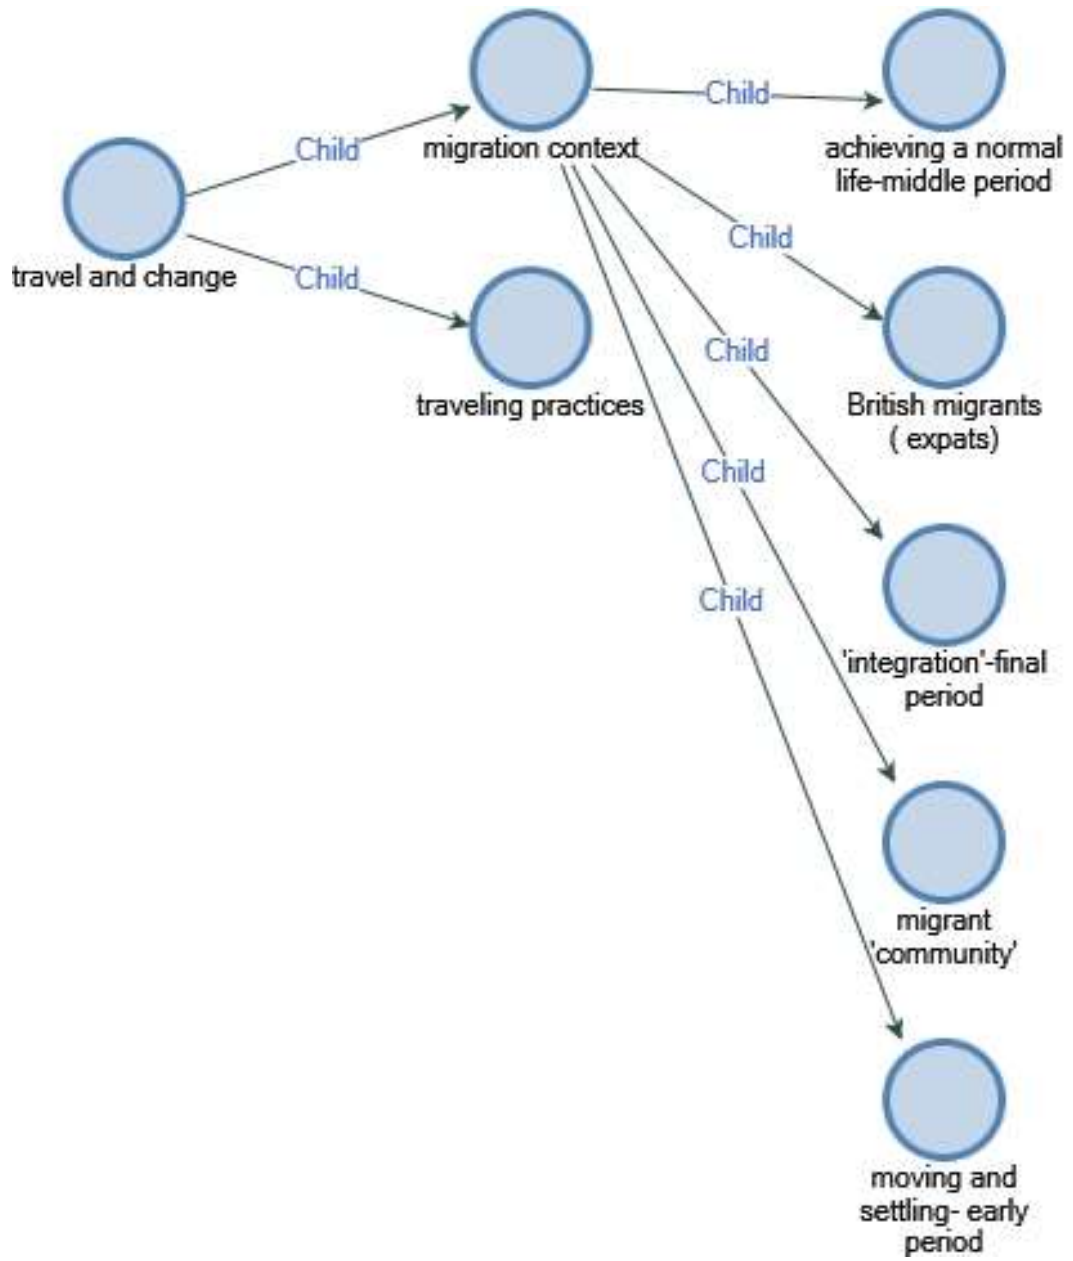 Child
migration context
Child
achieving a normal
life-middle period
travel and change
Child
traveling practices
Child
British migrants
( expats)
Child
'integration'-final
period
Child
migrant
'community'
Child
moving and
settling- early
period